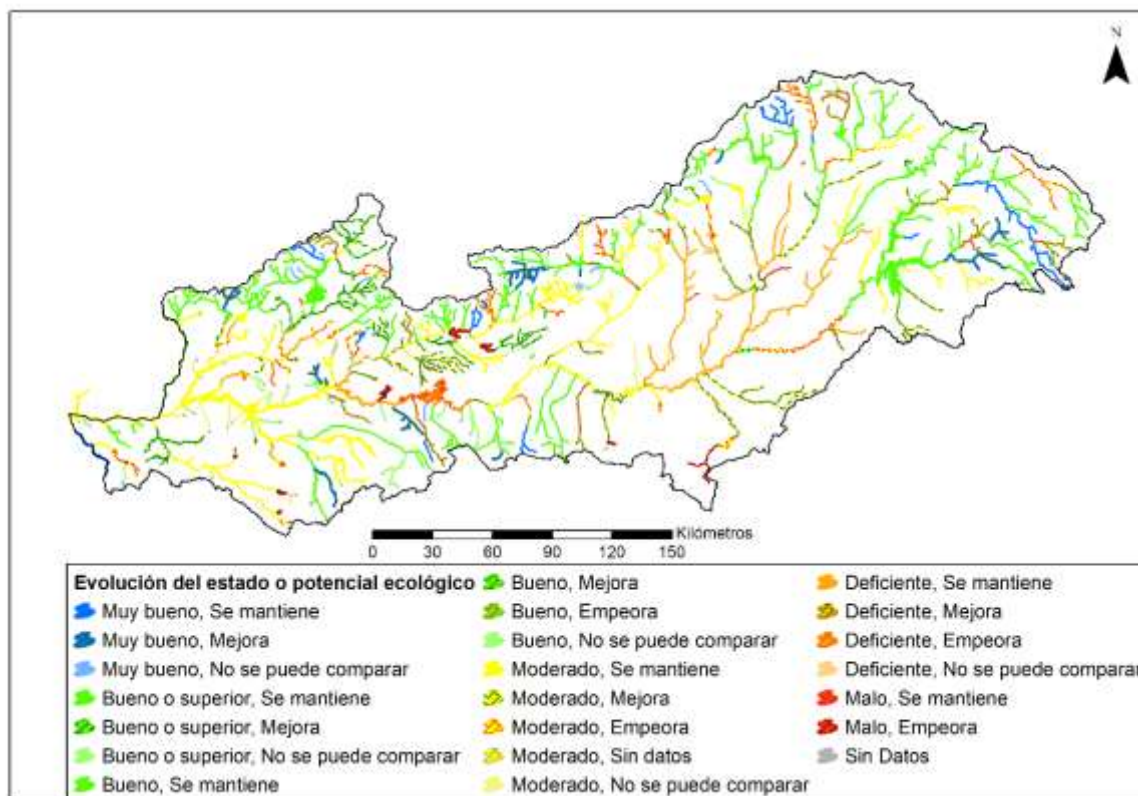 N
Kilómetros
0 30 60 90 120 150
Evolución del estado o potencial ecológico
Muy bueno, Se mantiene
Muy bueno, Mejora
Muy bueno, No se puede comparar
Bueno o superior, Se mantiene
Bueno o superior, Mejora
Bueno o superior, No se puede comparar
Bueno, Se mantiene
Bueno, Mejora
Bueno, Empeora
Bueno, No se puede comparar
Moderado, Se mantiene
Moderado, Mejora
Moderado, Empeora
Moderado, Sin datos
Moderado, No se puede comparar
Deficiente, Se mantiene
Deficiente, Mejora
Deficiente, Empeora
Deficiente, No se puede comparar
Malo, Se mantiene
Malo, Empeora
Sin Datos